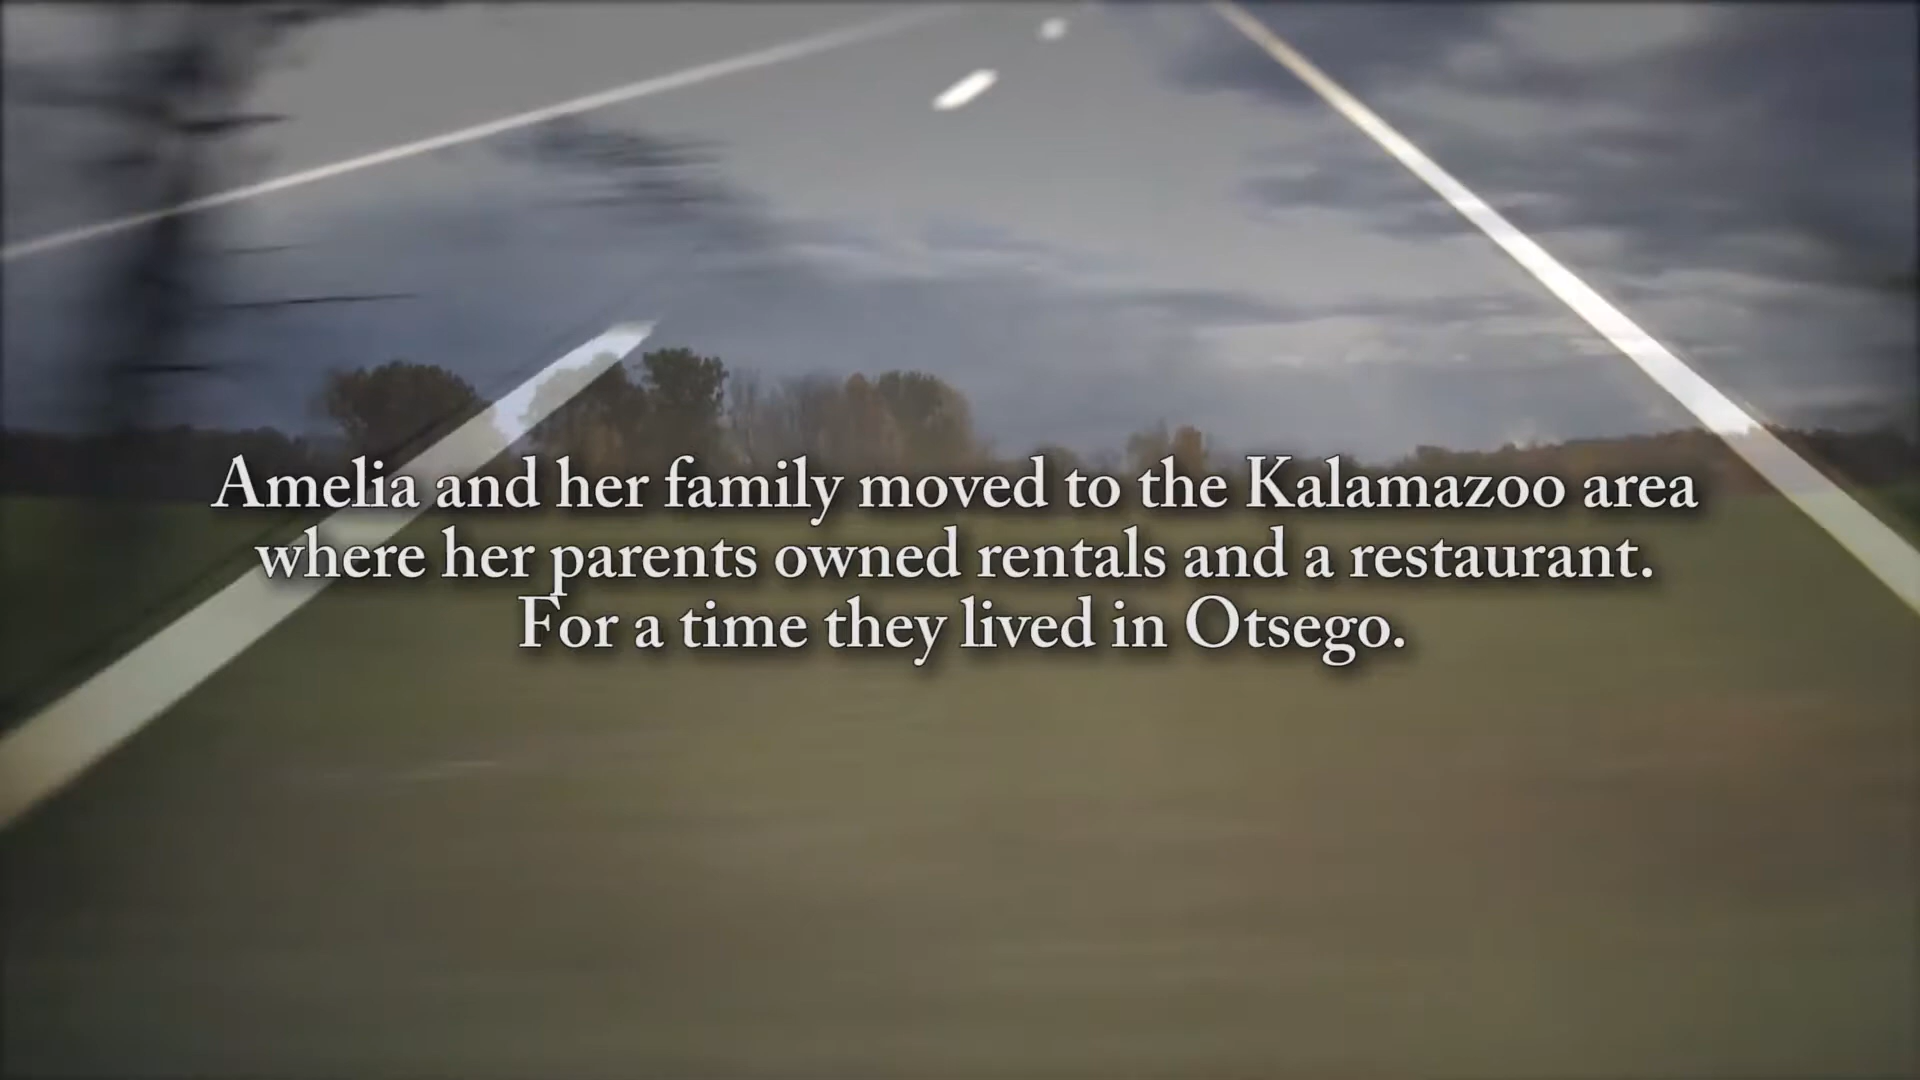 Amelia and her family moved to the Kalamazoo area
where her parents owned rentals and a restaurant.
For a time they lived in Otsego.